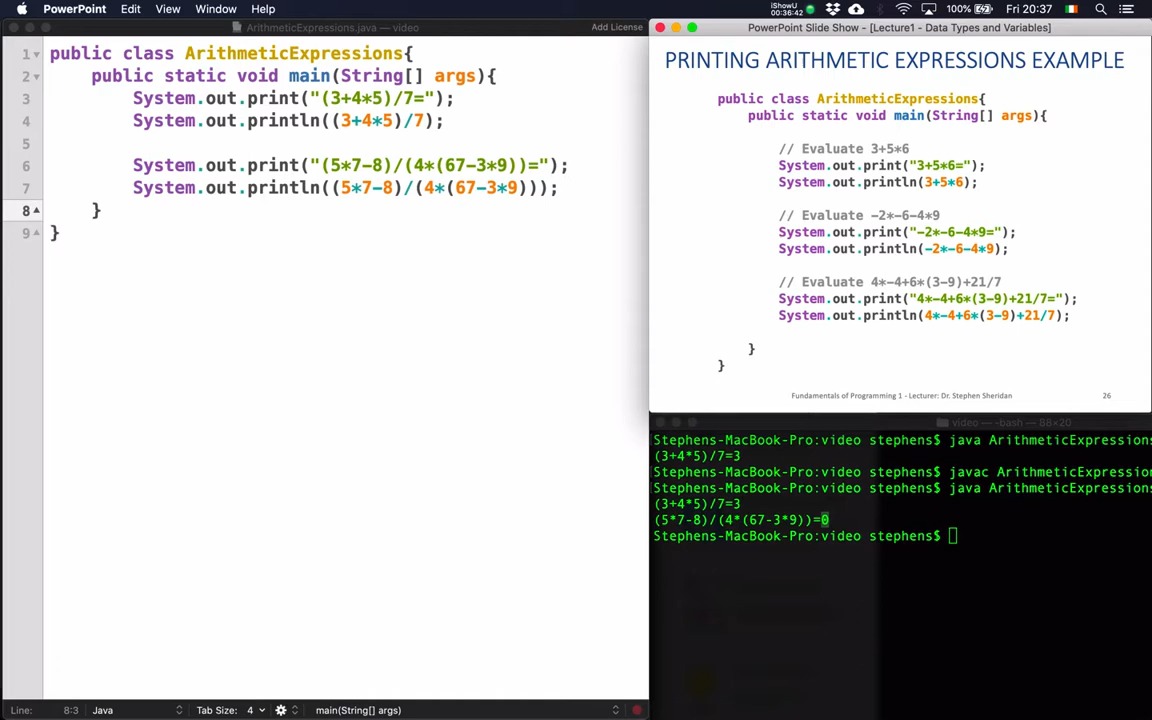 PowerPoint Edit View Window Help
iShowU
00:36:42
100% Fri 20:37
ArithmeticExpressions.java — video
Add License
1 public class ArithmeticExpressions{
2 public static void main(String[] args){
3 System.out.print("(3+4*5)/7=");
4 System.out.println((3+4*5)/7);
5
6 System.out.print("(5*7-8)/(4*(67-3*9))=");
7 System.out.println((5*7-8)/(4*(67-3*9)));
8 }
9 }
Line: 8:3 Java Tab Size: 4 main(String[] args)
PowerPoint Slide Show - [Lecture1 - Data Types and Variables]
PRINTING ARITHMETIC EXPRESSIONS EXAMPLE
public class ArithmeticExpressions{
public static void main(String[] args){
// Evaluate 3+5*6
System.out.print("3+5*6=");
System.out.println(3+5*6);
// Evaluate -2*-6-4*9
System.out.print("-2*-6-4*9=");
System.out.println(-2*-6-4*9);
// Evaluate 4*-4+6*(3-9)+21/7
System.out.print("4*-4+6*(3-9)+21/7=");
System.out.println(4*-4+6*(3-9)+21/7);
}
}
Fundamentals of Programming 1 - Lecturer: Dr. Stephen Sheridan
26
video — -bash — 88×20
Stephens-MacBook-Pro:video stephens$ java ArithmeticExpressions
(3+4*5)/7=3
Stephens-MacBook-Pro:video stephens$ javac ArithmeticExpressio
Stephens-MacBook-Pro:video stephens$ java ArithmeticExpressions
(3+4*5)/7=3
(5*7-8)/(4*(67-3*9))=0
Stephens-MacBook-Pro:video stephens$